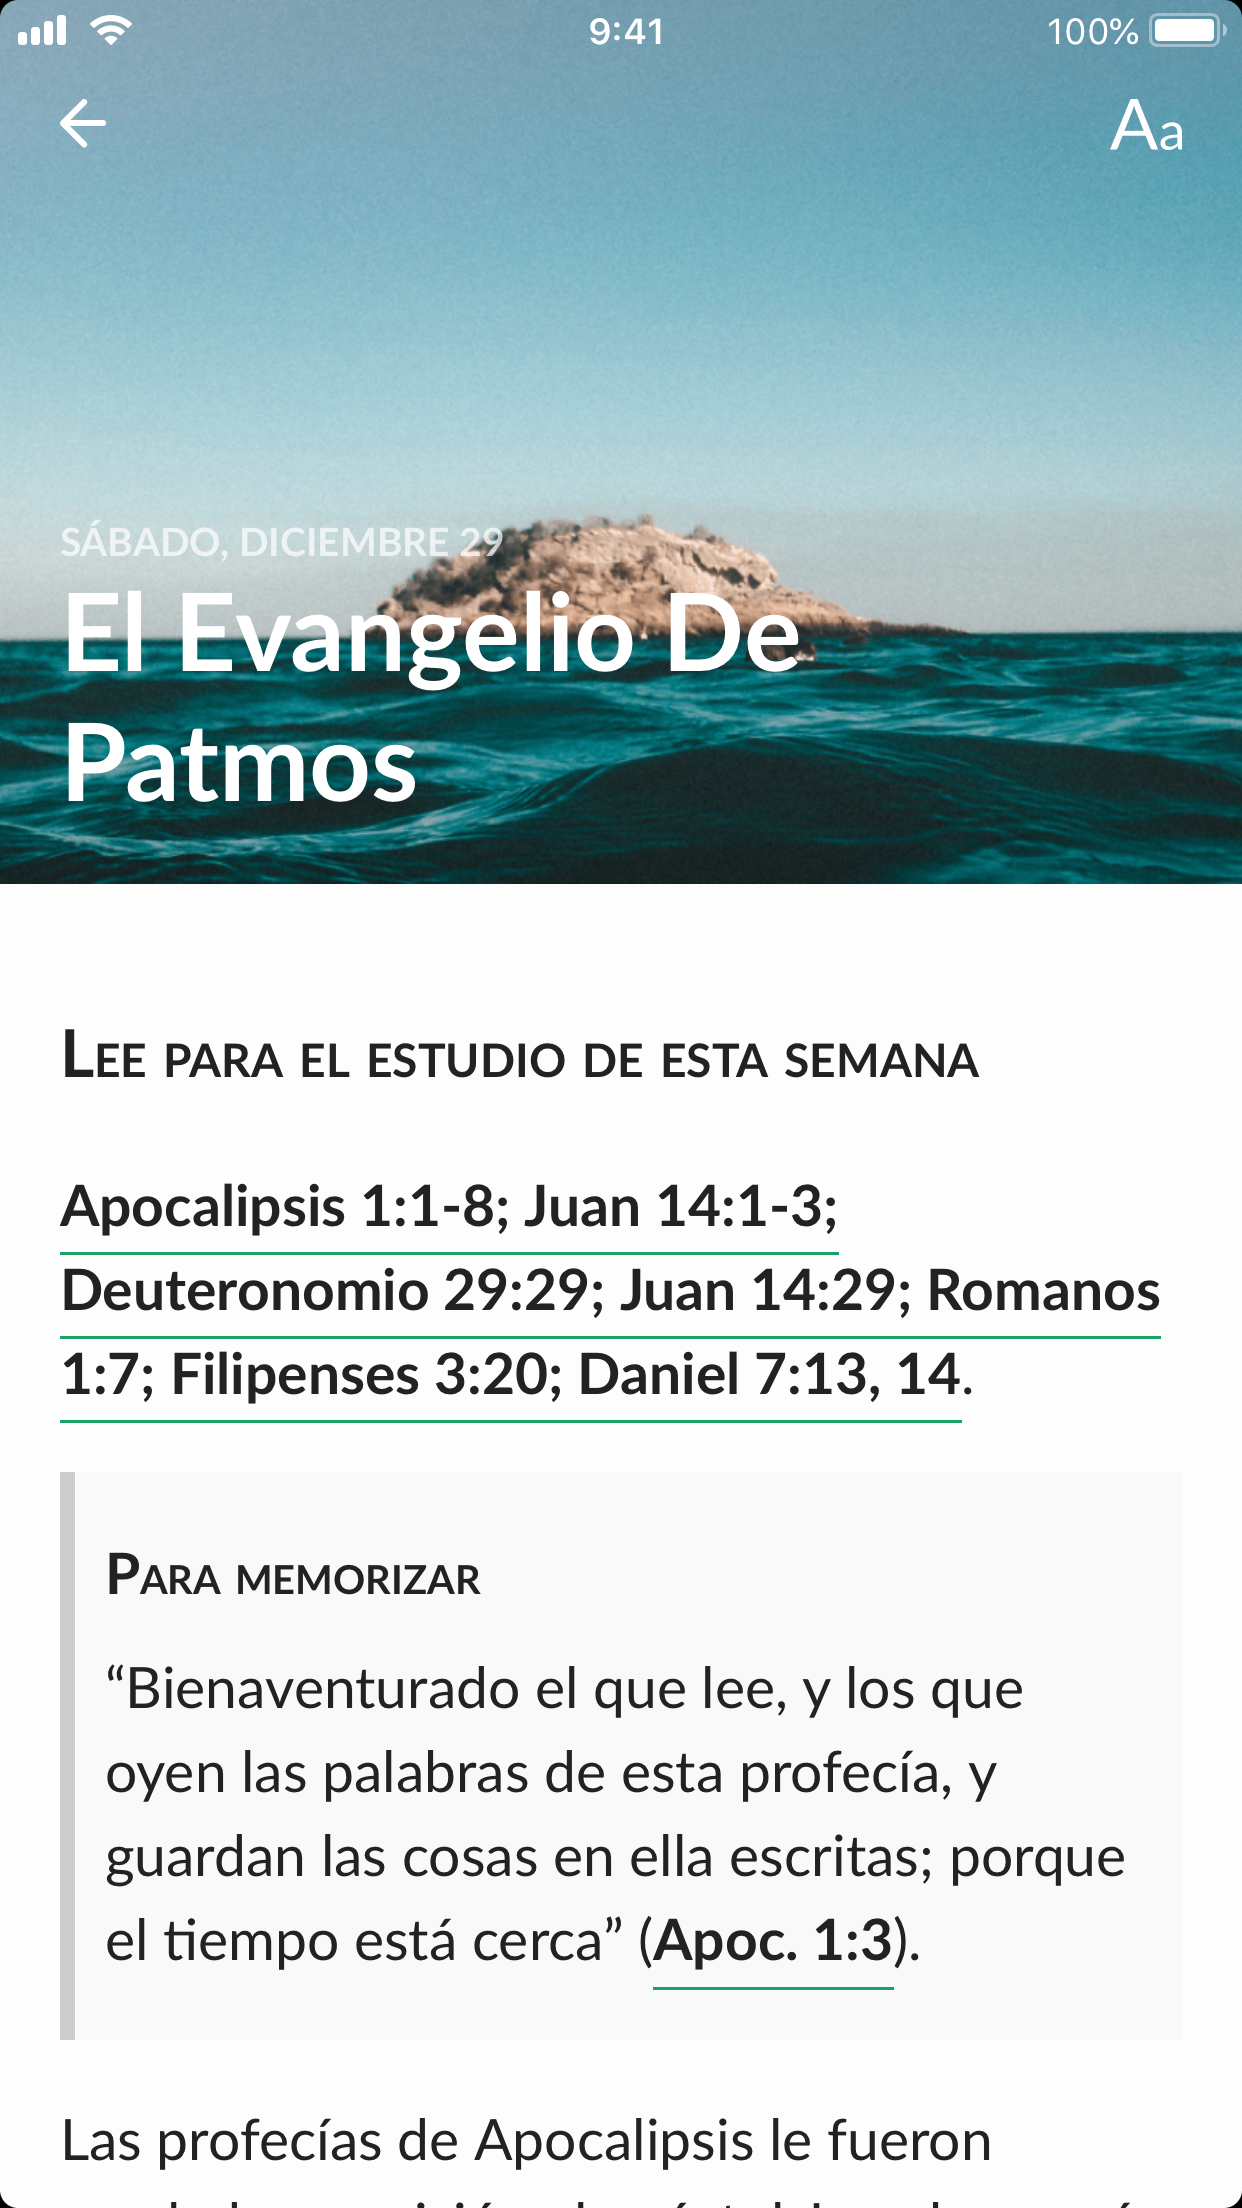 9:41
100%
Aa
SÁBADO, DICIEMBRE 29
El Evangelio De
Patmos
Lee para el estudio de esta semana
Apocalipsis 1:1-8; Juan 14:1-3;
Deuteronomio 29:29; Juan 14:29; Romanos
1:7; Filipenses 3:20; Daniel 7:13, 14.
Para memorizar
“Bienaventurado el que lee, y los que
oyen las palabras de esta profecía, y
guardan las cosas en ella escritas; porque
el tiempo está cerca” (Apoc. 1:3).
Las profecías de Apocalipsis le fueron